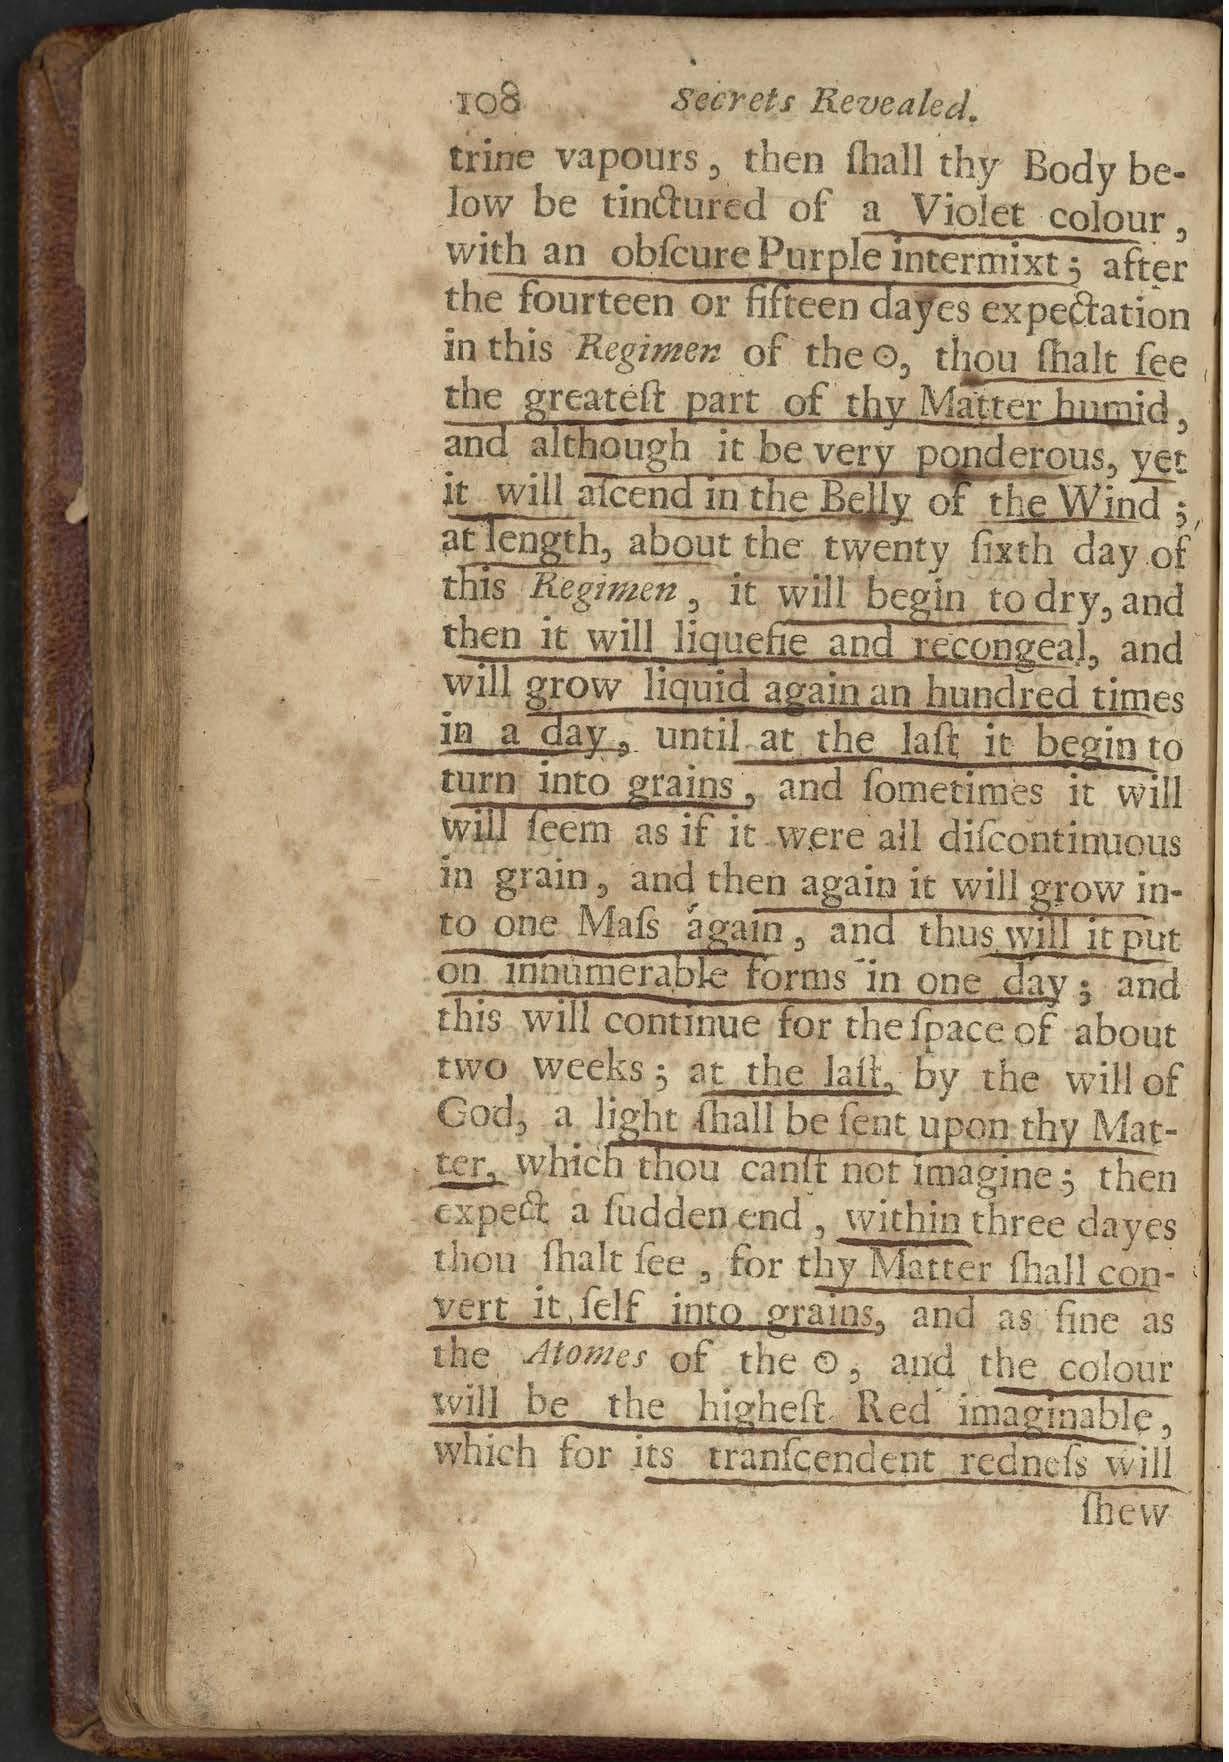 108 Secrets Revealed.
trine vapours, then ſhall thy Body be-
low be tinctured of a Violet colour,
with an obſcure Purple intermixt; after
the fourteen or fifteen dayes expectation
in this Regimen of the ☉, thou ſhalt ſee
the greateſt part of thy Matter humid,
and although it be very ponderous, yet
it will aſcend in the Belly of the Wind;
at length, about the twenty ſixth day of
this Regimen, it will begin to dry, and
then it will liquefie and recongeal, and
will grow liquid again an hundred times
in a day, until at the laſt it begin to
turn into grains, and ſometimes it will
will ſeem as if it were all diſcontinuous
in grain, and then again it will grow in-
to one Maſs again, and thus will it put
on innumerable forms in one day; and
this will continue for the ſpace of about
two weeks; at the laſt, by the will of
God, a light ſhall be ſent upon thy Mat-
ter, which thou canſt not imagine; then
expect a ſudden end, within three dayes
thou ſhalt ſee, for thy Matter ſhall con-
vert it ſelf into grains, and as fine as
the Atomes of the ☉, and the colour
will be the higheſt Red imaginable,
which for its tranſcendent redneſs will
ſhew